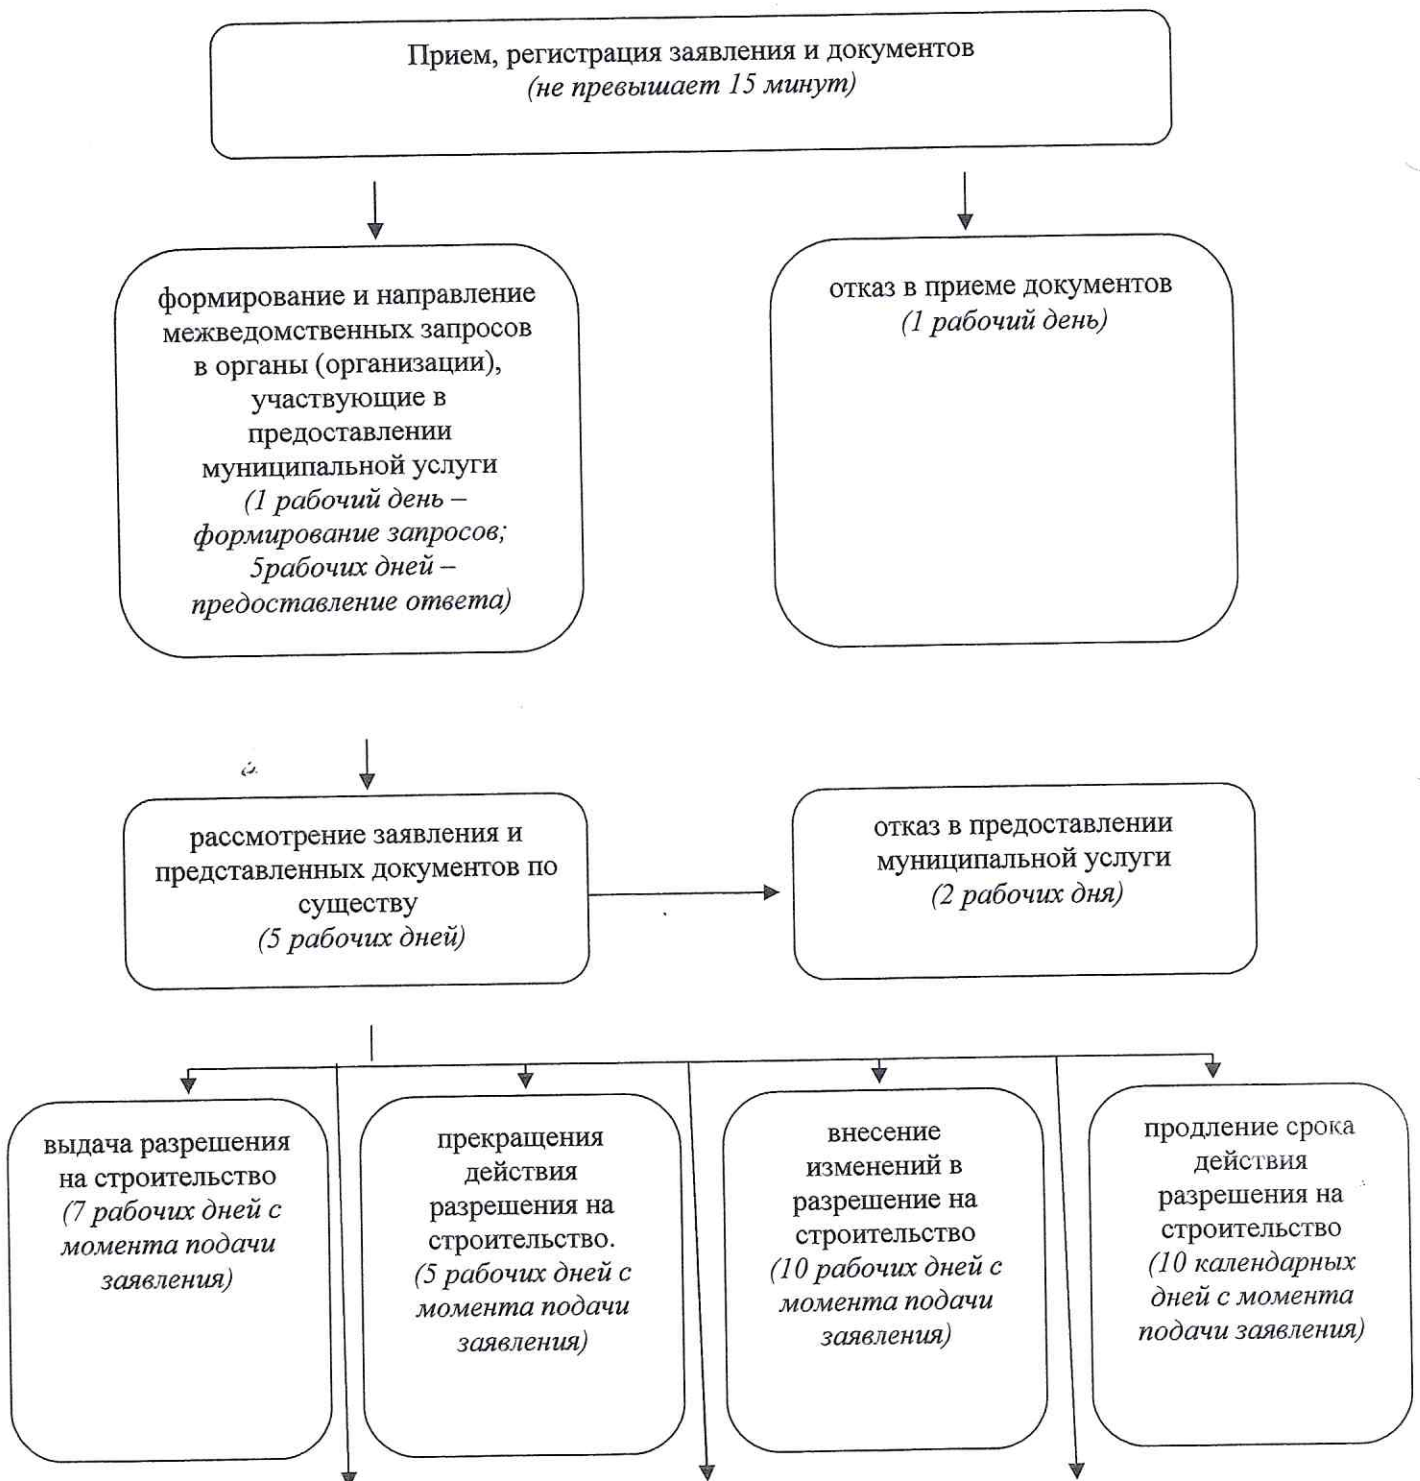 Прием, регистрация заявления и документов
(не превышает 15 минут)
формирование и направление
межведомственных запросов
в органы (организации),
участвующие в
предоставлении
муниципальной услуги
(1 рабочий день –
формирование запросов;
5рабочих дней –
предоставление ответа)
отказ в приеме документов
(1 рабочий день)
рассмотрение заявления и
представленных документов по
существу
(5 рабочих дней)
отказ в предоставлении
муниципальной услуги
(2 рабочих дня)
выдача разрешения
на строительство
(7 рабочих дней с
момента подачи
заявления)
прекращения
действия
разрешения на
строительство.
(5 рабочих дней с
момента подачи
заявления)
внесение
изменений в
разрешение на
строительство
(10 рабочих дней с
момента подачи
заявления)
продление срока
действия
разрешения на
строительство
(10 календарных
дней с момента
подачи заявления)